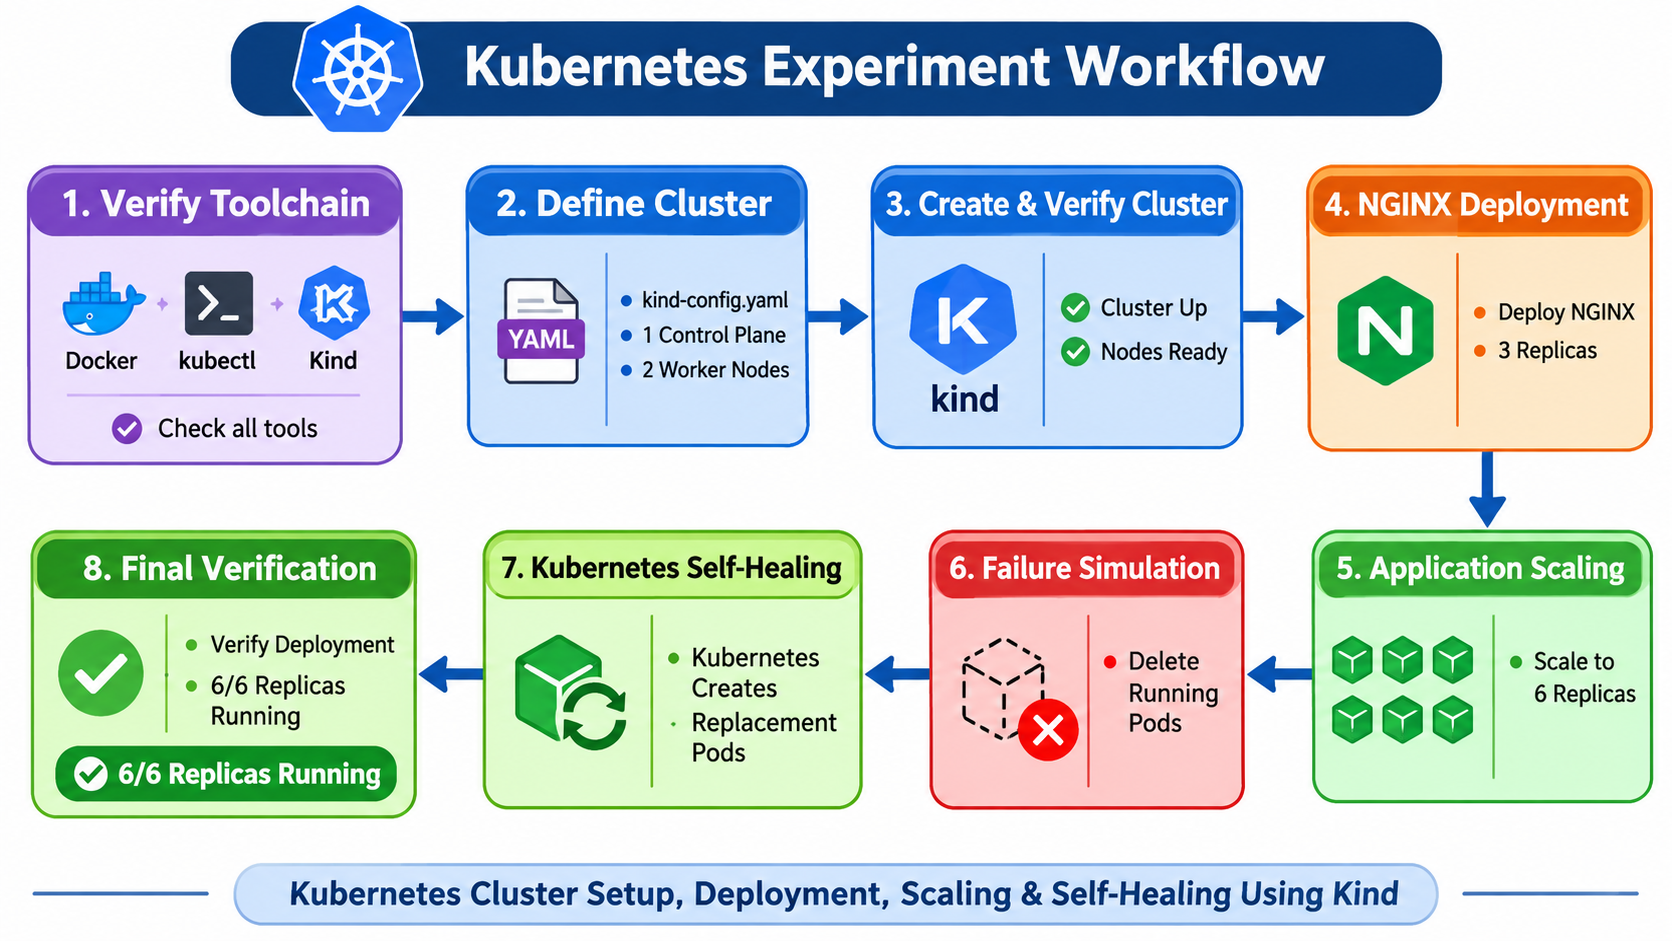 Kubernetes Experiment Workflow
1. Verify Toolchain
Docker
kubectl
Kind
Check all tools
2. Define Cluster
YAML
kind-config.yaml
1 Control Plane
2 Worker Nodes
3. Create & Verify Cluster
kind
Cluster Up
Nodes Ready
4. NGINX Deployment
N
Deploy NGINX
3 Replicas
5. Application Scaling
Scale to
6 Replicas
6. Failure Simulation
Delete
Running
Pods
7. Kubernetes Self-Healing
Kubernetes
Creates
Replacement
Pods
8. Final Verification
Verify Deployment
6/6 Replicas
Running
6/6 Replicas Running
Kubernetes Cluster Setup, Deployment, Scaling & Self-Healing Using Kind